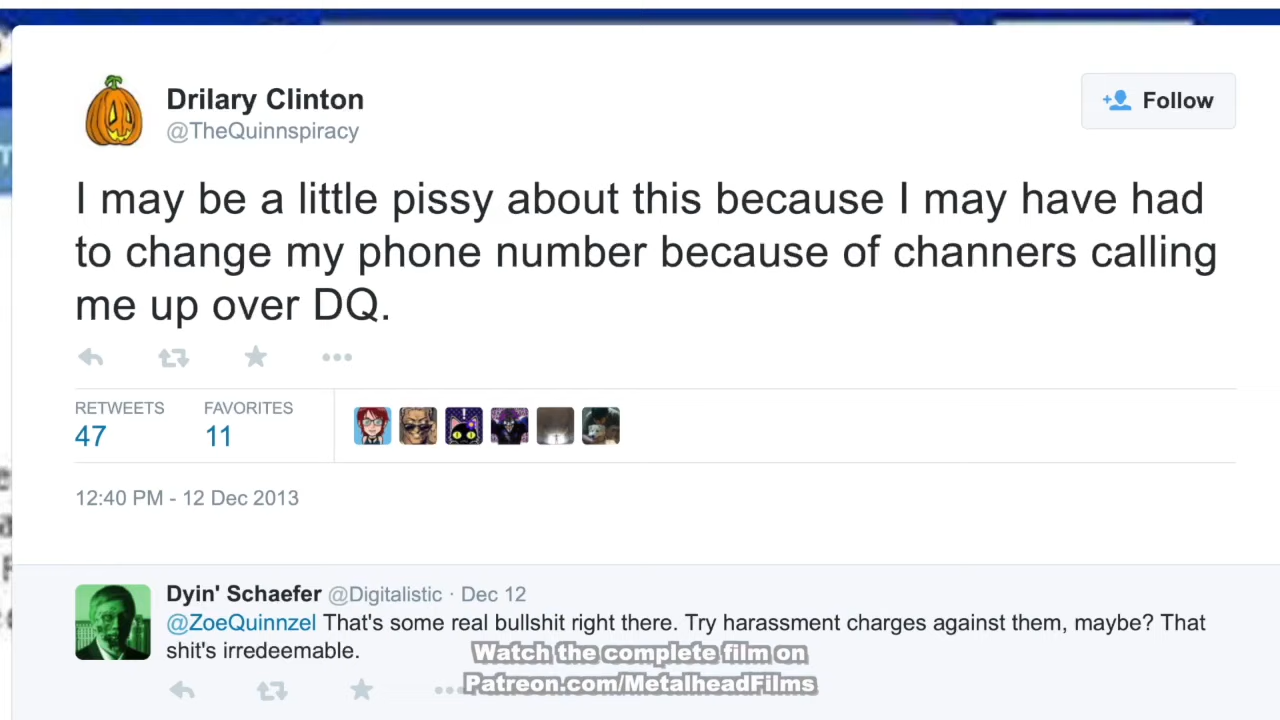 Drilary Clinton
@TheQuinnspiracy
Follow
I may be a little pissy about this because I may have had
to change my phone number because of channers calling
me up over DQ.
RETWEETS
47
FAVORITES
11
12:40 PM - 12 Dec 2013
Dyin' Schaefer @Digitalistic · Dec 12
@ZoeQuinnzel That's some real bullshit right there. Try harassment charges against them, maybe? That
shit's irredeemable.
Watch the complete film on
Patreon.com/MetalheadFilms